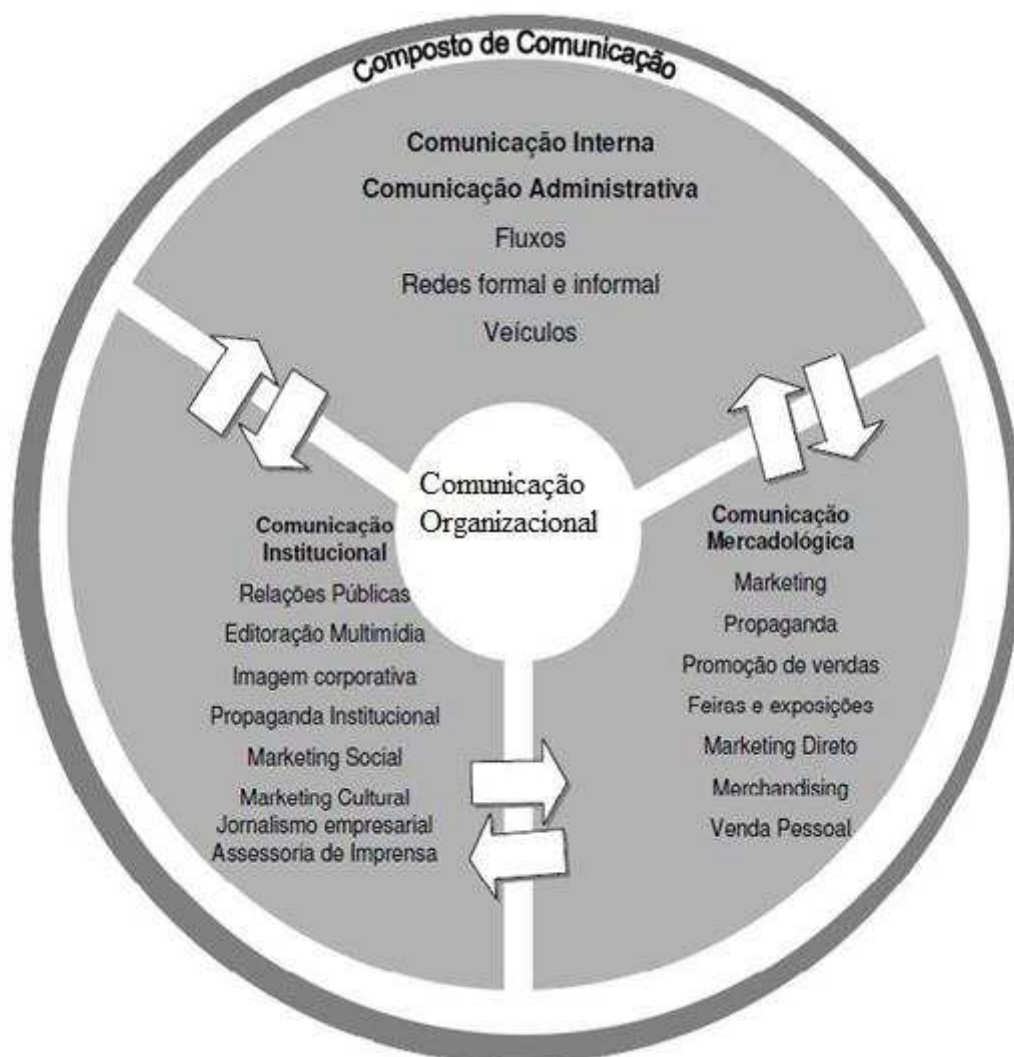 Composto de Comunicação
Comunicação Interna
Comunicação Administrativa
Fluxos
Redes formal e informal
Veículos
Comunicação
Organizacional
Comunicação
Institucional
Relações Públicas
Editoração Multimídia
Imagem corporativa
Propaganda Institucional
Marketing Social
Marketing Cultural
Jornalismo empresarial
Assessoria de Imprensa
Comunicação
Mercadológica
Marketing
Propaganda
Promoção de vendas
Feiras e exposições
Marketing Direto
Merchandising
Venda Pessoal